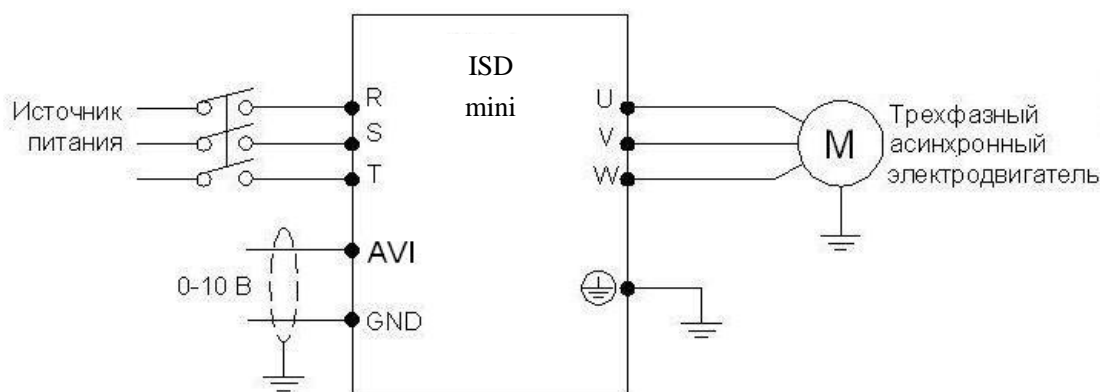 ISD
mini
Источник
питания
R
S
T
U
V
W
M
Трехфазный
асинхронный
электродвигатель
AVI
0-10 В
GND